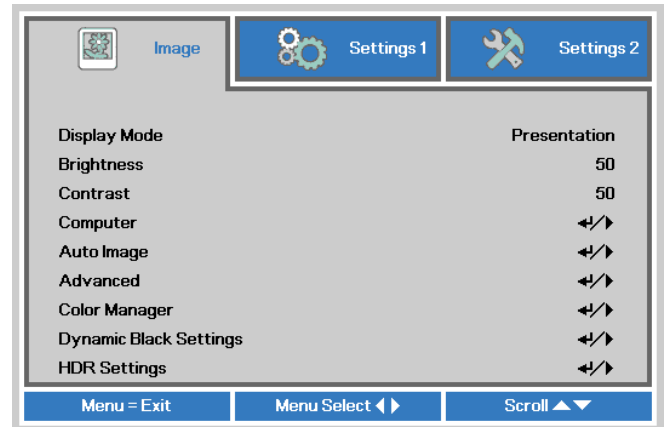 Image Settings 1 Settings 2
Display Mode Presentation
Brightness 50
Contrast 50
Computer ↵/▶
Auto Image ↵/▶
Advanced ↵/▶
Color Manager ↵/▶
Dynamic Black Settings ↵/▶
HDR Settings ↵/▶
Menu = Exit Menu Select ◀▶ Scroll ▲▼